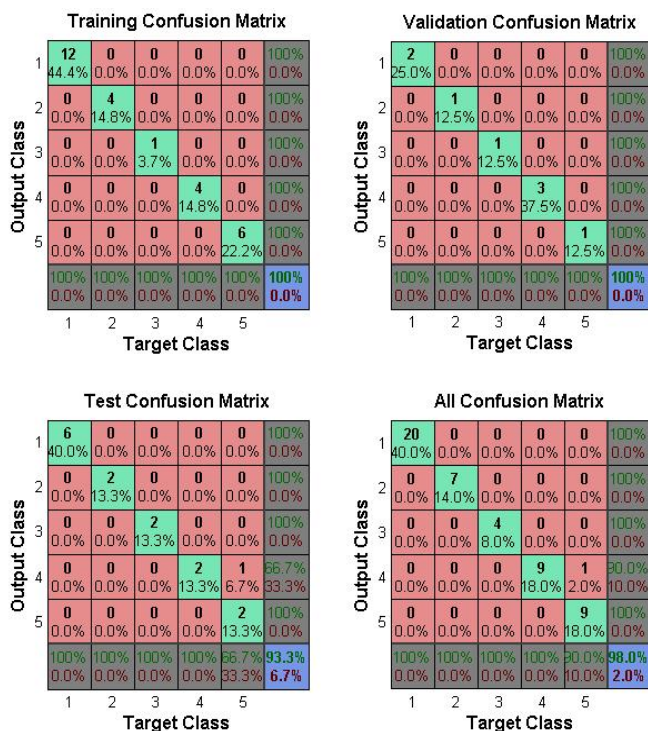 Training Confusion Matrix
1 12 0 0 0 0 100%
44.4% 0.0% 0.0% 0.0% 0.0% 0.0%
2 0 4 0 0 0 100%
0.0% 14.8% 0.0% 0.0% 0.0% 0.0%
3 0 0 1 0 0 100%
0.0% 0.0% 3.7% 0.0% 0.0% 0.0%
4 0 0 0 4 0 100%
0.0% 0.0% 0.0% 14.8% 0.0% 0.0%
5 0 0 0 0 6 100%
0.0% 0.0% 0.0% 0.0% 22.2% 0.0%
100% 100% 100% 100% 100% 100%
0.0% 0.0% 0.0% 0.0% 0.0% 0.0%
1 2 3 4 5
Target Class
Output Class
Validation Confusion Matrix
1 2 0 0 0 0 100%
25.0% 0.0% 0.0% 0.0% 0.0% 0.0%
2 0 1 0 0 0 100%
0.0% 12.5% 0.0% 0.0% 0.0% 0.0%
3 0 0 1 0 0 100%
0.0% 0.0% 12.5% 0.0% 0.0% 0.0%
4 0 0 0 3 0 100%
0.0% 0.0% 0.0% 37.5% 0.0% 0.0%
5 0 0 0 0 1 100%
0.0% 0.0% 0.0% 0.0% 12.5% 0.0%
100% 100% 100% 100% 100% 100%
0.0% 0.0% 0.0% 0.0% 0.0% 0.0%
1 2 3 4 5
Target Class
Output Class
Test Confusion Matrix
1 6 0 0 0 0 100%
40.0% 0.0% 0.0% 0.0% 0.0% 0.0%
2 0 2 0 0 0 100%
0.0% 13.3% 0.0% 0.0% 0.0% 0.0%
3 0 0 2 0 0 100%
0.0% 0.0% 13.3% 0.0% 0.0% 0.0%
4 0 0 0 2 1 66.7%
0.0% 0.0% 0.0% 13.3% 6.7% 33.3%
5 0 0 0 0 2 100%
0.0% 0.0% 0.0% 0.0% 13.3% 0.0%
100% 100% 100% 100% 66.7% 93.3%
0.0% 0.0% 0.0% 0.0% 33.3% 6.7%
1 2 3 4 5
Target Class
Output Class
All Confusion Matrix
1 20 0 0 0 0 100%
40.0% 0.0% 0.0% 0.0% 0.0% 0.0%
2 0 7 0 0 0 100%
0.0% 14.0% 0.0% 0.0% 0.0% 0.0%
3 0 0 4 0 0 100%
0.0% 0.0% 8.0% 0.0% 0.0% 0.0%
4 0 0 0 9 1 90.0%
0.0% 0.0% 0.0% 18.0% 2.0% 10.0%
5 0 0 0 0 9 100%
0.0% 0.0% 0.0% 0.0% 18.0% 0.0%
100% 100% 100% 100% 90.0% 98.0%
0.0% 0.0% 0.0% 0.0% 10.0% 2.0%
1 2 3 4 5
Target Class
Output Class